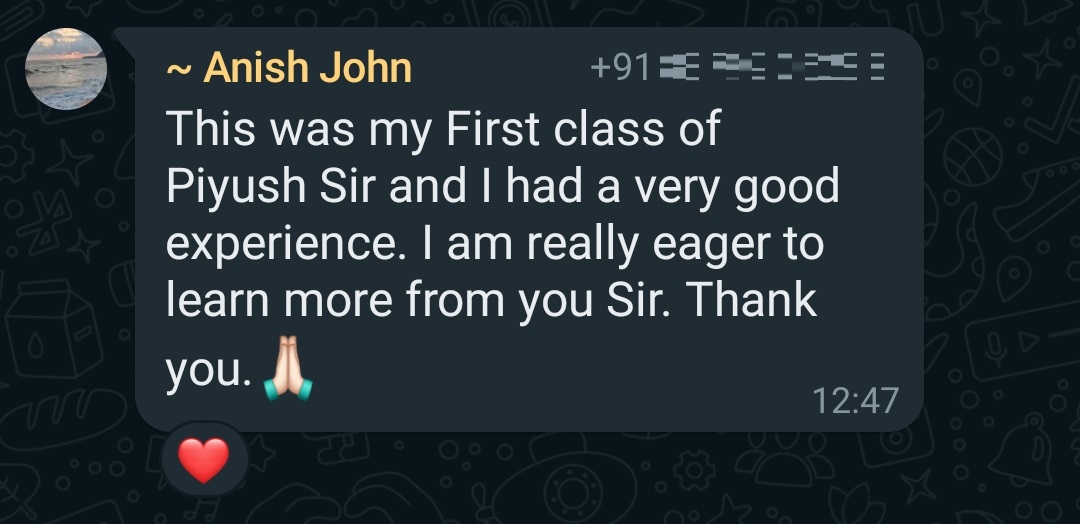 ~ Anish John
+91
This was my First class of
Piyush Sir and I had a very good
experience. I am really eager to
learn more from you Sir. Thank
you.🙏🏻
12:47
❤️